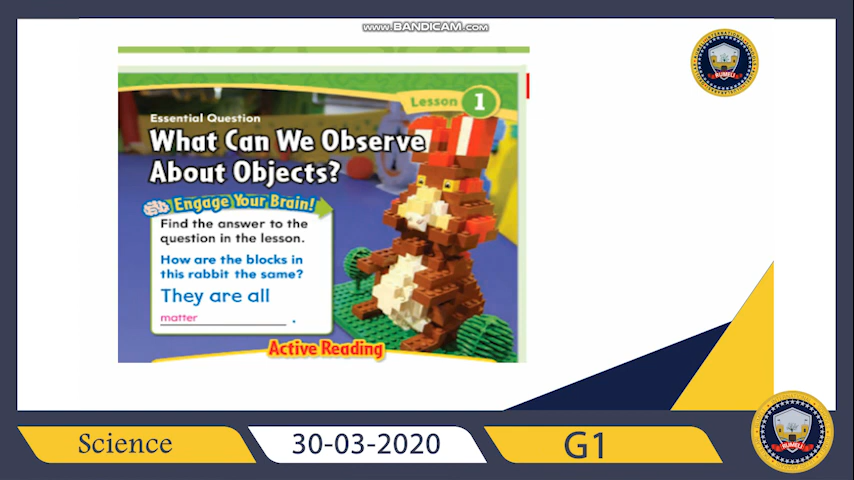 www.BANDICAM.com
Lesson 1
Essential Question
What Can We Observe
About Objects?
Engage Your Brain!
Find the answer to the
question in the lesson.
How are the blocks in
this rabbit the same?
They are all
matter .
Active Reading
BUMELI
Science
30-03-2020
G1
BUMELI